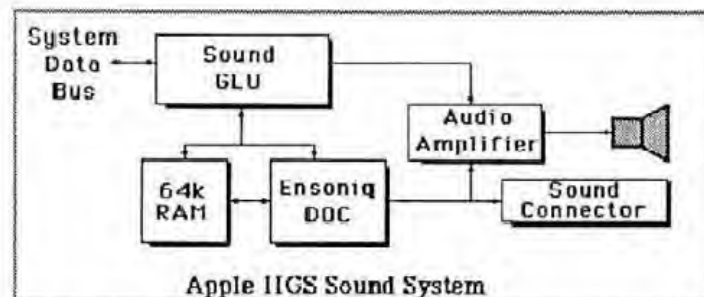 System
Data
Bus
Sound
GLU
Audio
Amplifier
64k
RAM
Ensoniq
DOC
Sound
Connector
Apple IIGS Sound System